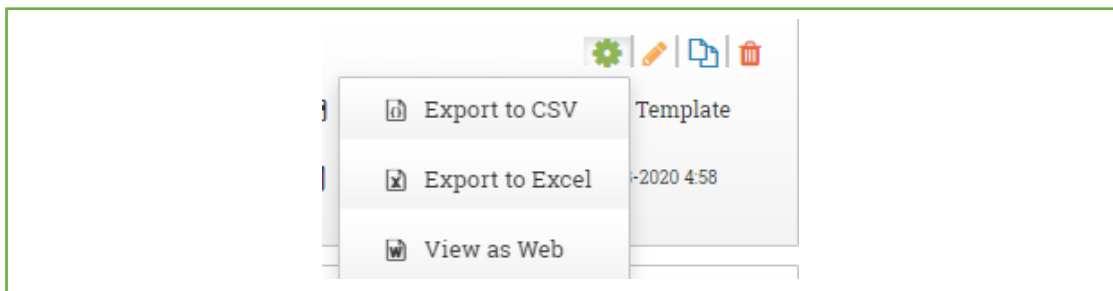 Export to CSV
Template
Export to Excel
-2020 4:58
View as Web